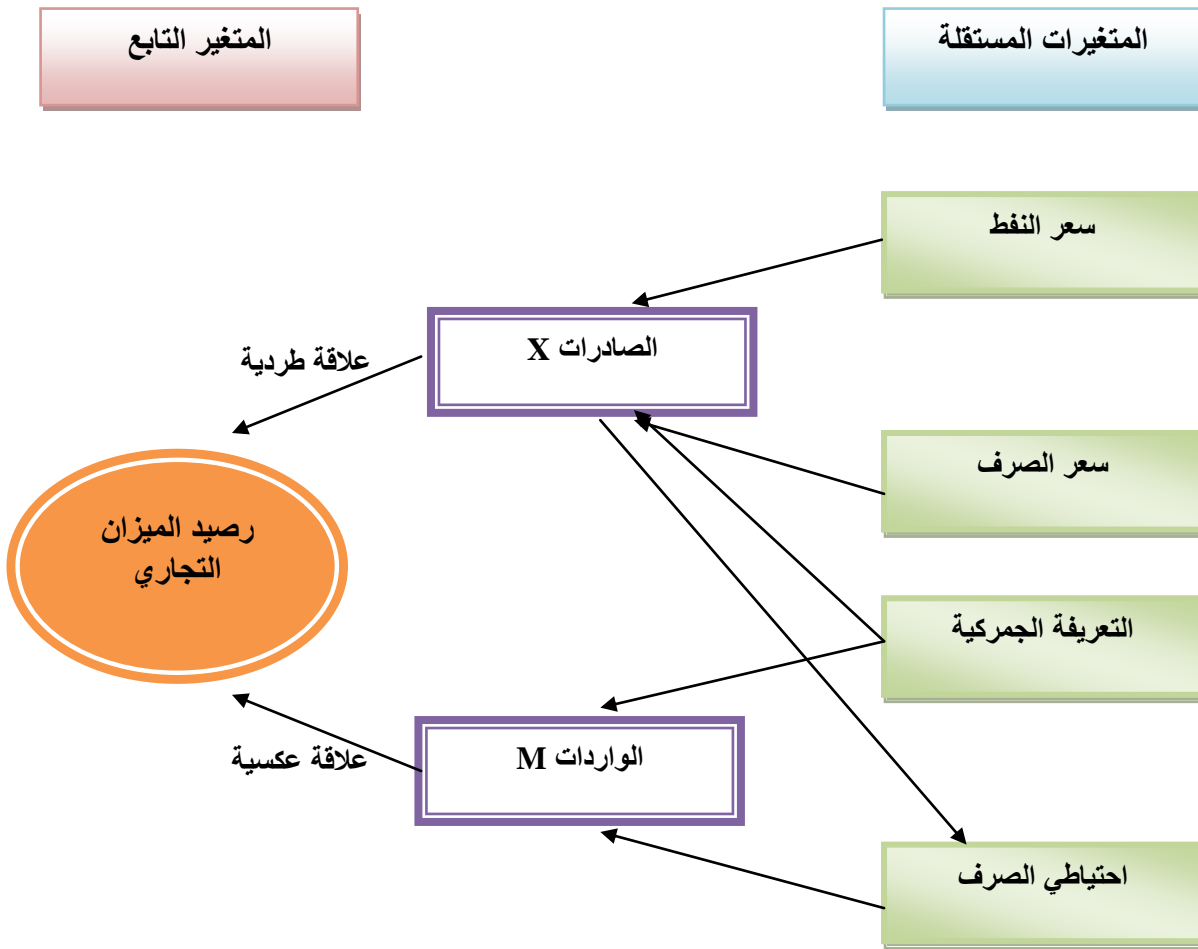 المتغيرات المستقلة
المتغير التابع
سعر النفط
الصادرات X
علاقة طردية
سعر الصرف
رصيد الميزان
التجاري
التعريفة الجمركية
الواردات M
علاقة عكسية
احتياطي الصرف